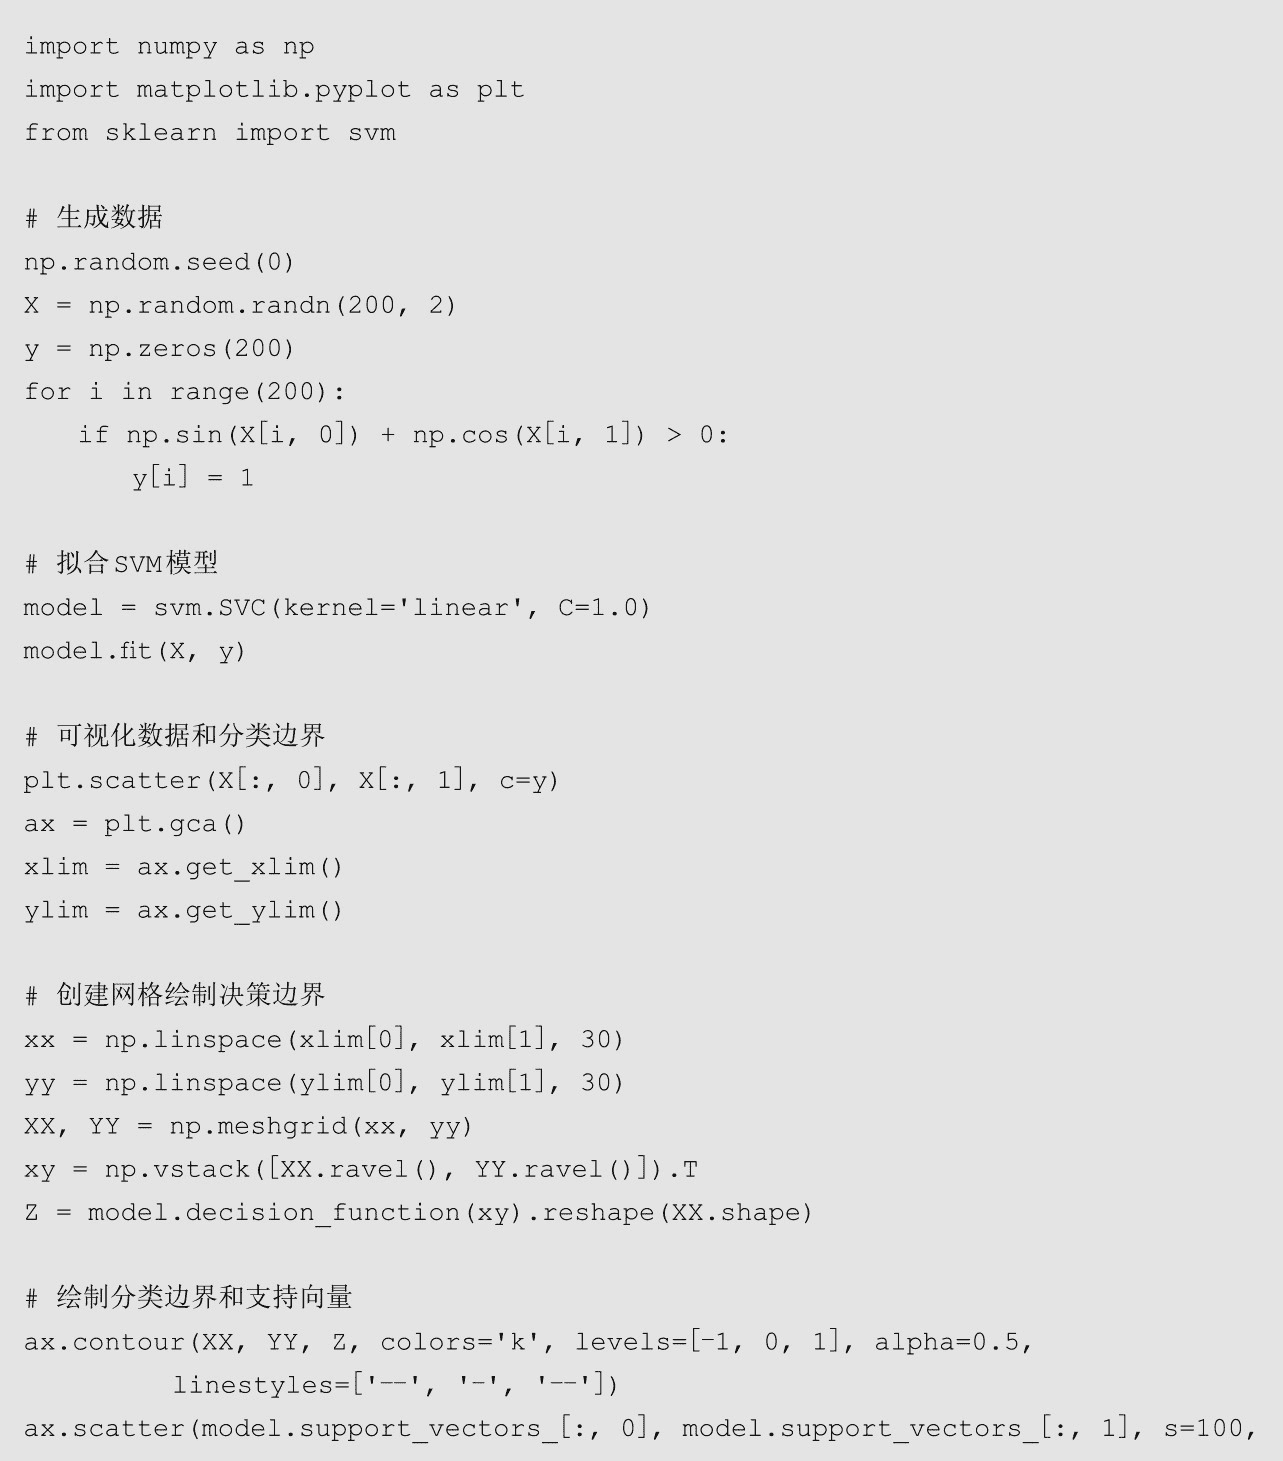 import numpy as np
import matplotlib.pyplot as plt
from sklearn import svm
# 生成数据
np.random.seed(0)
X = np.random.randn(200, 2)
y = np.zeros(200)
for i in range(200):
    if np.sin(X[i, 0]) + np.cos(X[i, 1]) > 0:
        y[i] = 1
# 拟合SVM模型
model = svm.SVC(kernel='linear', C=1.0)
model.fit(X, y)
# 可视化数据和分类边界
plt.scatter(X[:, 0], X[:, 1], c=y)
ax = plt.gca()
xlim = ax.get_xlim()
ylim = ax.get_ylim()
# 创建网格绘制决策边界
xx = np.linspace(xlim[0], xlim[1], 30)
yy = np.linspace(ylim[0], ylim[1], 30)
XX, YY = np.meshgrid(xx, yy)
xy = np.vstack([XX.ravel(), YY.ravel()]).T
Z = model.decision_function(xy).reshape(XX.shape)
# 绘制分类边界和支持向量
ax.contour(XX, YY, Z, colors='k', levels=[-1, 0, 1], alpha=0.5,
           linestyles=['--', '-', '--'])
ax.scatter(model.support_vectors_[:, 0], model.support_vectors_[:, 1], s=100,